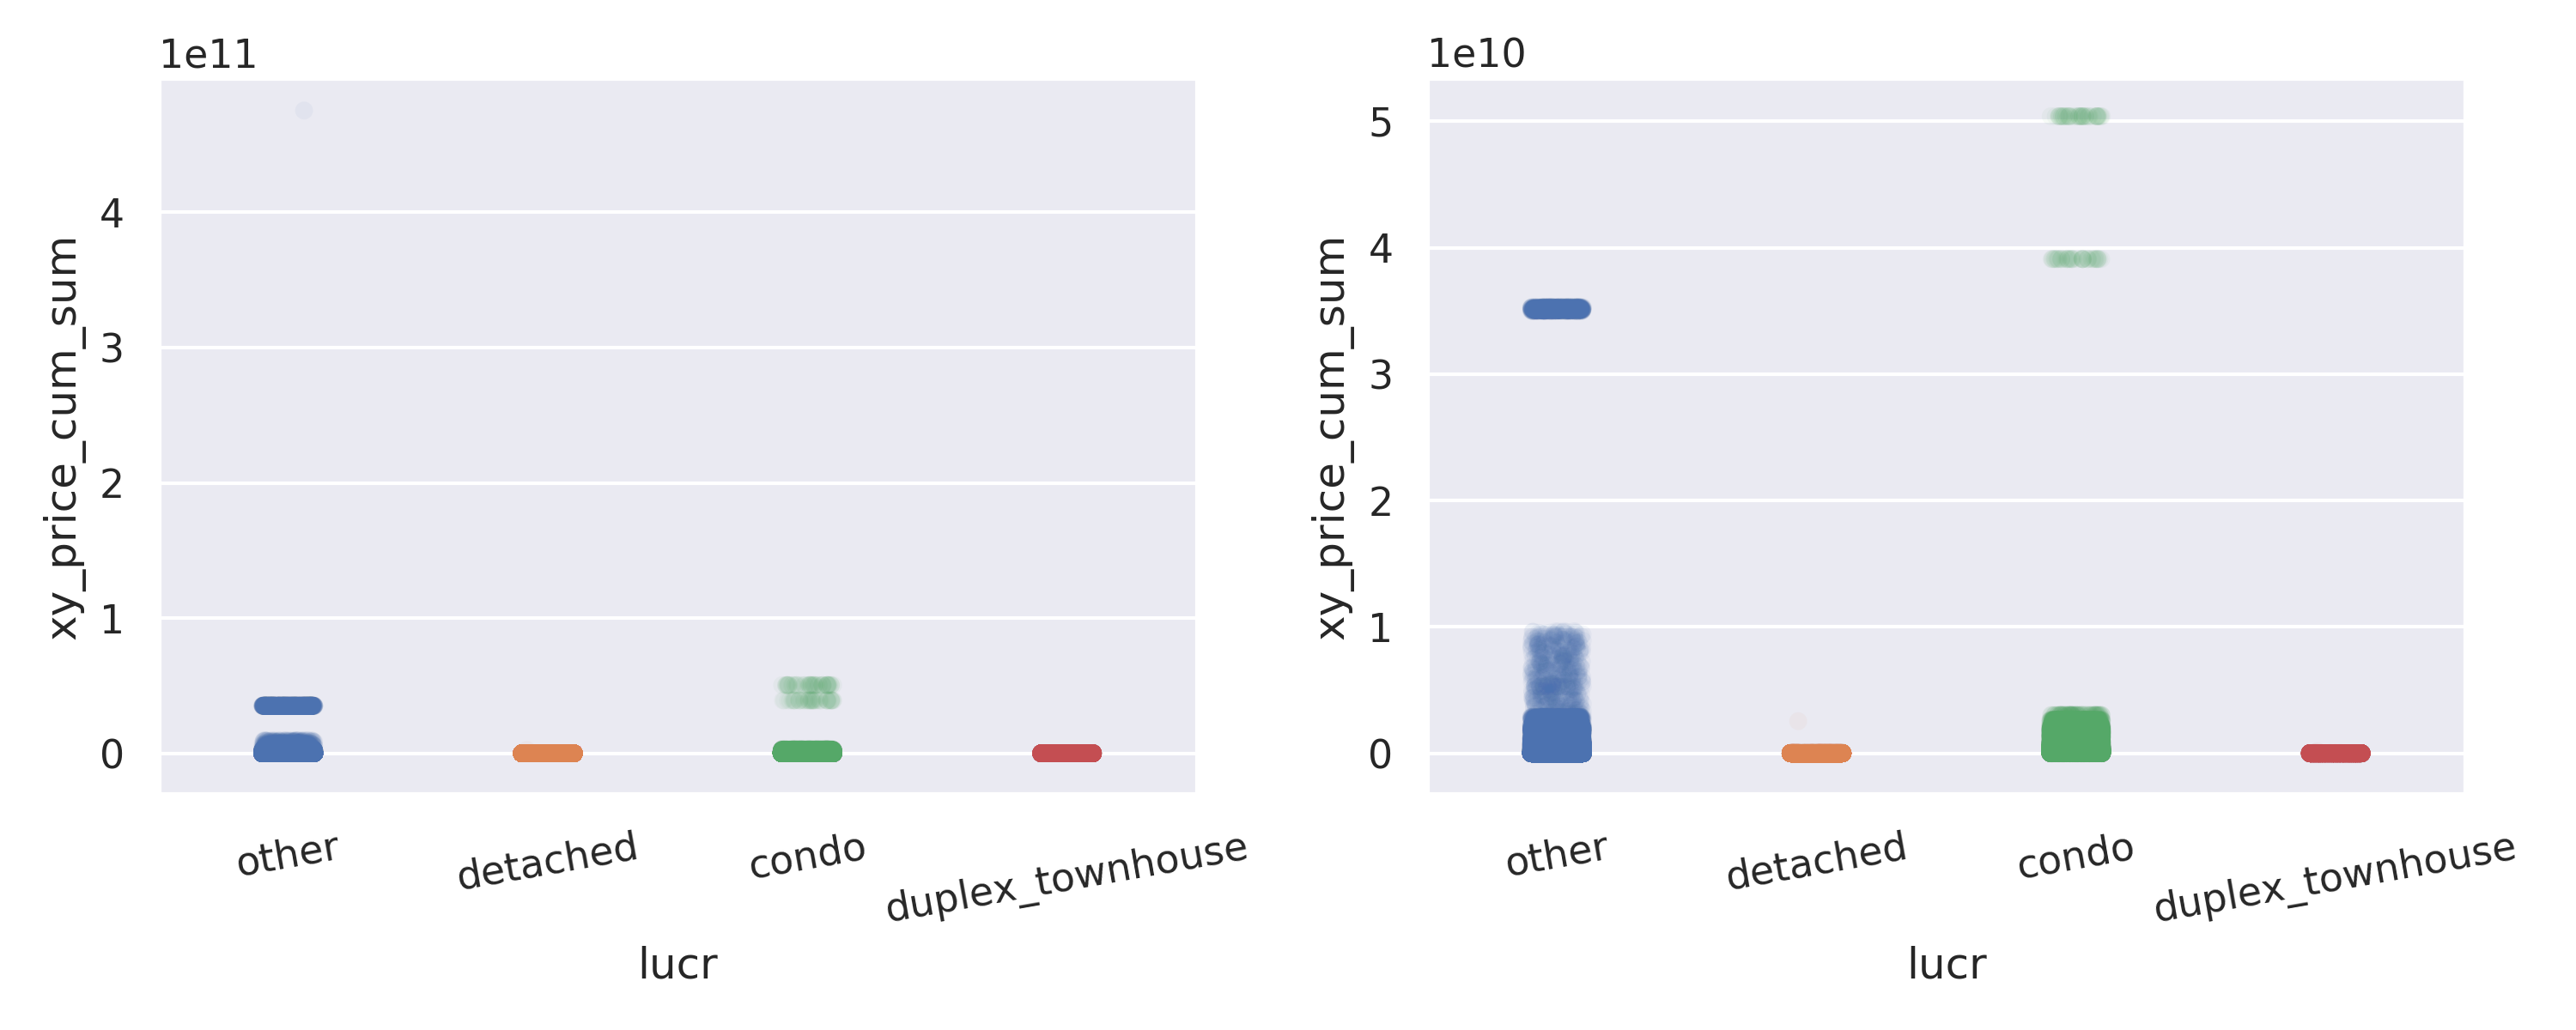 1e11
xy_price_cum_sum
4
3
2
1
0
other
detached
condo
duplex_townhouse
lucr
1e10
xy_price_cum_sum
5
4
3
2
1
0
other
detached
condo
duplex_townhouse
lucr